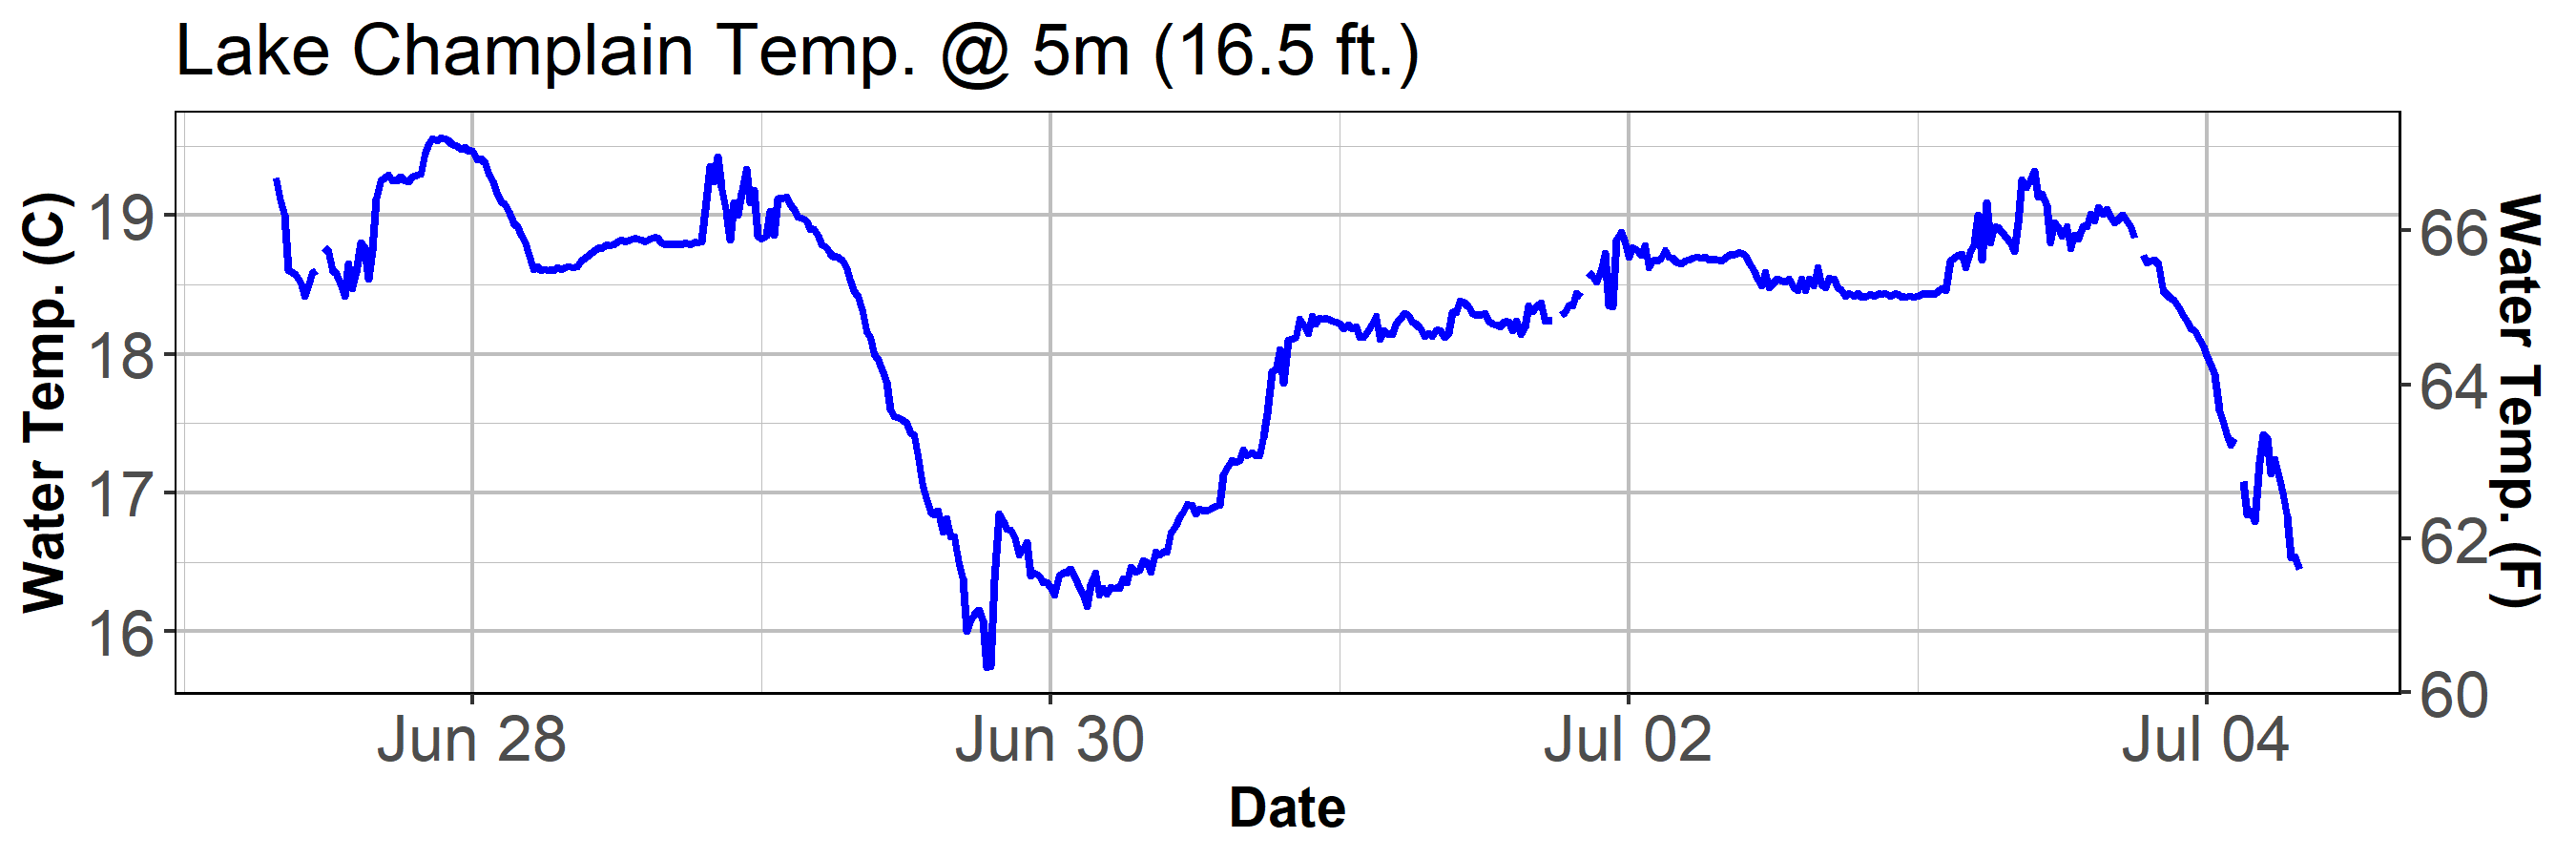 Lake Champlain Temp. @ 5m (16.5 ft.)
Water Temp. (C)
19
18
17
16
66
64
62
60
Water Temp. (F)
Jun 28
Jun 30
Jul 02
Jul 04
Date